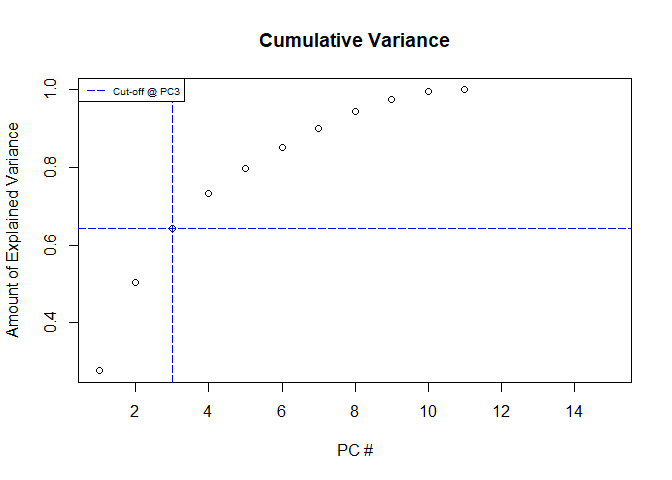 Cumulative Variance
Cut-off @ PC3
Amount of Explained Variance
1.0
0.8
0.6
0.4
2 4 6 8 10 12 14
PC #